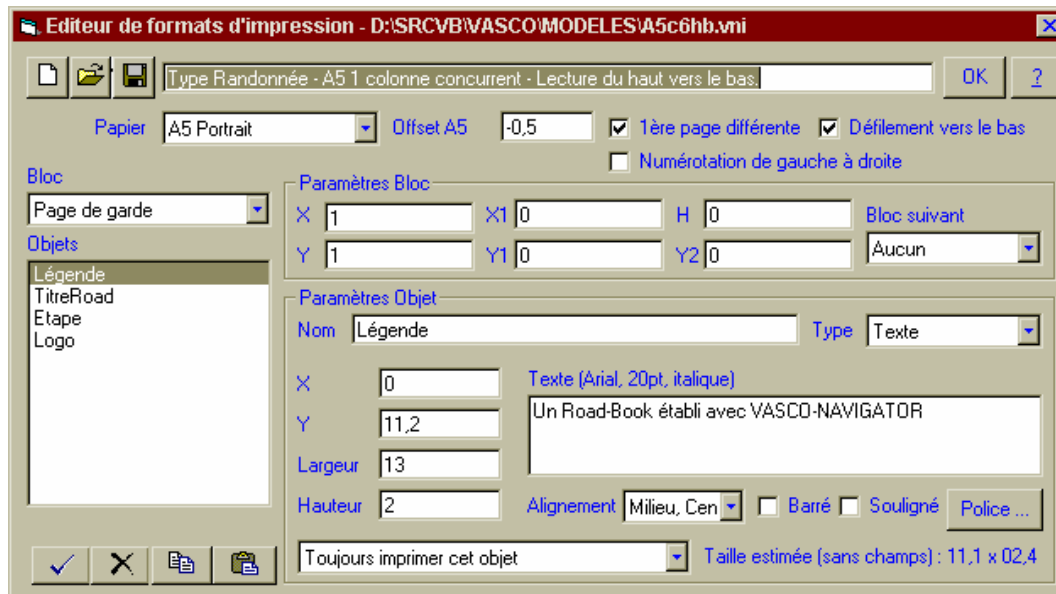 Editeur de formats d'impression - D:\SRCVB\VASCO\MODELES\A5c6hb.vni
Type Randonnée - A5 1 colonne concurrent - Lecture du haut vers le bas.
OK
?
Papier A5 Portrait Offset A5 -0,5 1ère page différente Défilement vers le bas
Numérotation de gauche à droite
Bloc
Page de garde
Objets
Légende
TitreRoad
Etape
Logo
Paramètres Bloc
X 1 X1 0 H 0 Bloc suivant
Y 1 Y1 0 Y2 0 Aucun
Paramètres Objet
Nom Légende Type Texte
X 0 Texte (Arial, 20pt, italique)
Y 11,2 Un Road-Book établi avec VASCO-NAVIGATOR
Largeur 13
Hauteur 2 Alignement Milieu, Cen Barré Souligné Police ...
Toujours imprimer cet objet Taille estimée (sans champs) : 11,1 x 02,4